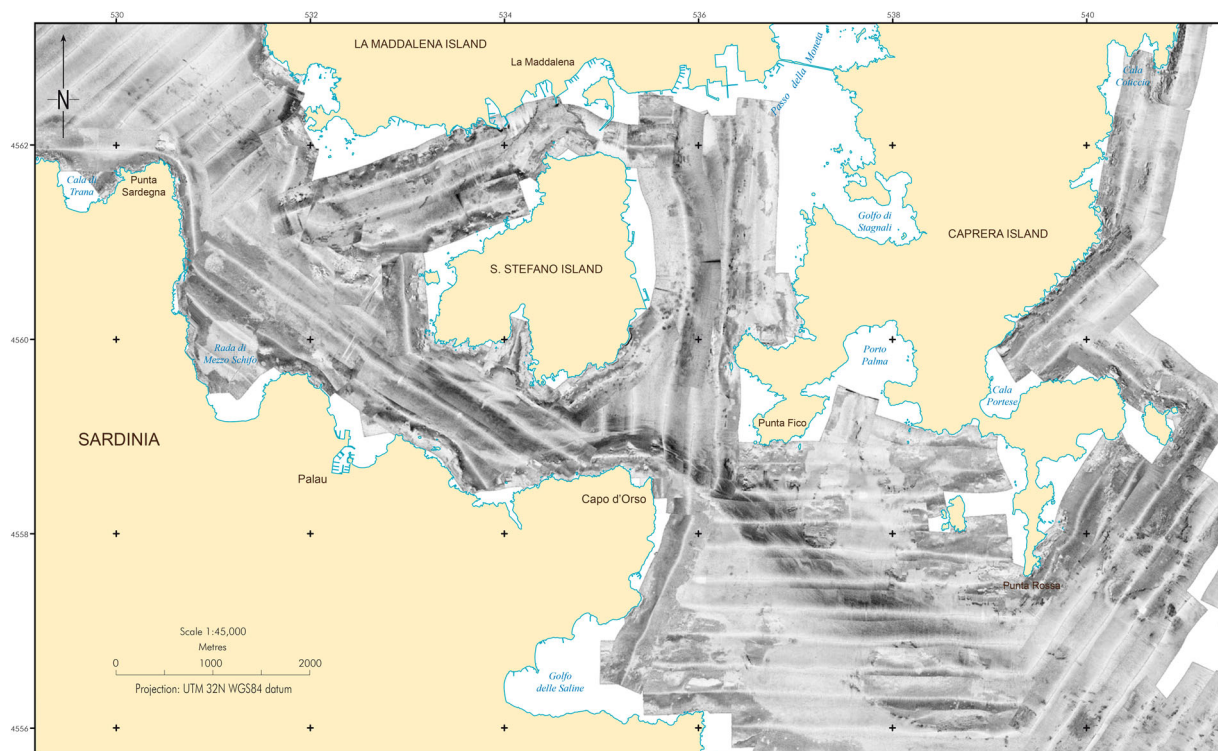 530 532 534 536 538 540
LA MADDALENA ISLAND
La Maddalena
Passo della Moneta
Cala
Coticcio
N
4562
Cala di
Trana
Punta
Sardegna
Golfo di
Stagnali
CAPRERA ISLAND
S. STEFANO ISLAND
4560
Rada di
Mezzo Schifo
Porto
Palma
Cala
Portese
SARDINIA
Punta Fico
Palau
Capo d'Orso
4558
Punta Rossa
Scale 1:45,000
Metres
0 1000 2000
Projection: UTM 32N WGS84 datum
Golfo
delle Saline
4556